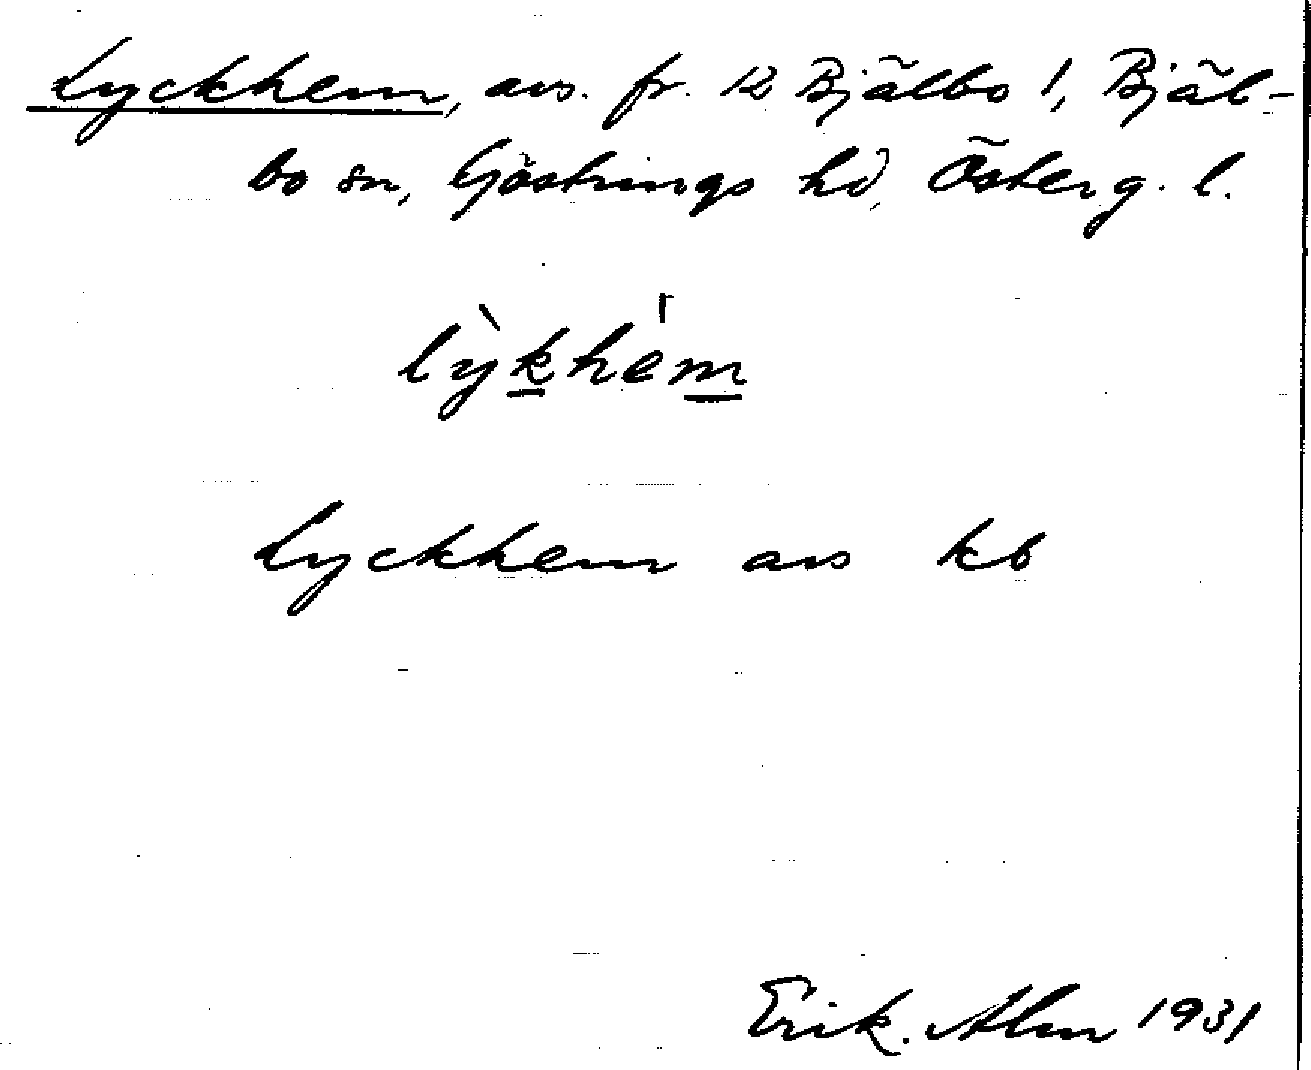 Lyckhem, avs. fr. 12 Bjälbo 1, Bjäl-
bo sn, Göstrings hd, Österg. l.
lỳkhém
Lyckhem avs kb
Erik. Alm 1931